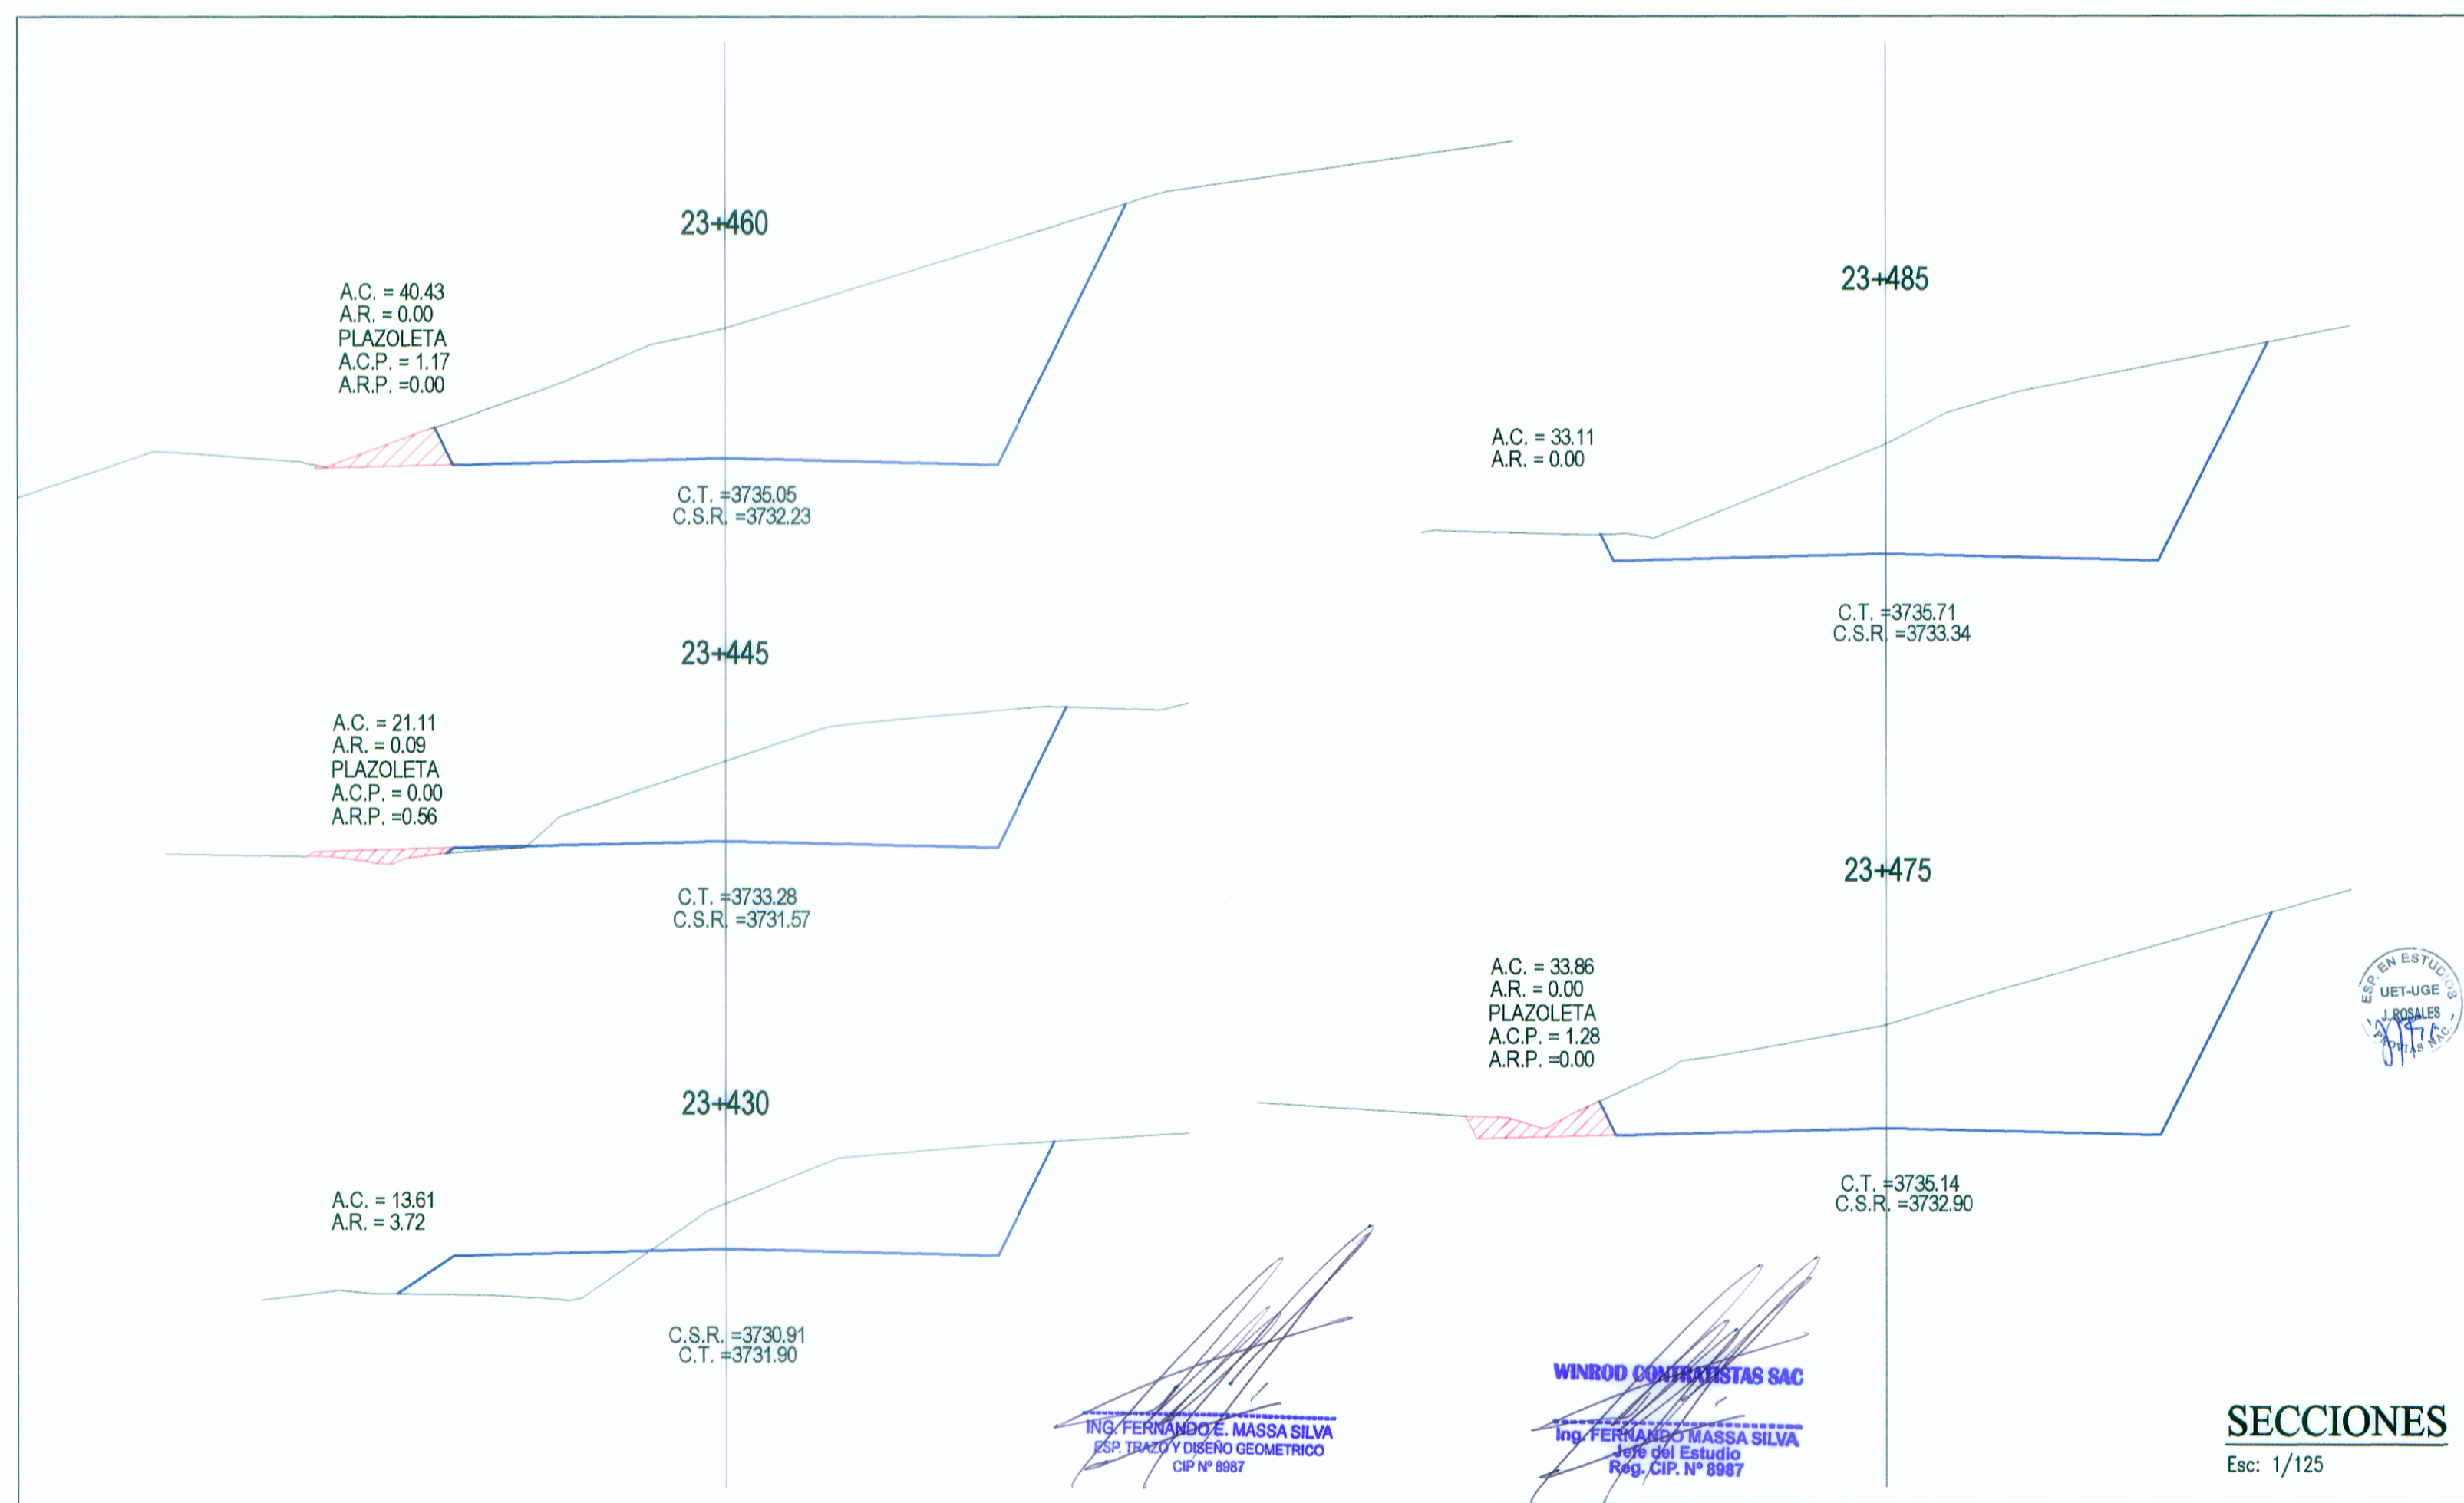 23+460
A.C. = 40.43
A.R. = 0.00
PLAZOLETA
A.C.P. = 1.17
A.R.P. =0.00
C.T. =3735.05
C.S.R. =3732.23
23+445
A.C. = 21.11
A.R. = 0.09
PLAZOLETA
A.C.P. = 0.00
A.R.P. =0.56
C.T. =3733.28
C.S.R. =3731.57
23+430
A.C. = 13.61
A.R. = 3.72
C.S.R. =3730.91
C.T. =3731.90
23+485
A.C. = 33.11
A.R. = 0.00
C.T. =3735.71
C.S.R. =3733.34
23+475
A.C. = 33.86
A.R. = 0.00
PLAZOLETA
A.C.P. = 1.28
A.R.P. =0.00
C.T. =3735.14
C.S.R. =3732.90
ESP. EN ESTUDIOS
UET-UGE
J. ROSALES
PROVIAS NAC.
ING. FERNANDO E. MASSA SILVA
ESP. TRAZO Y DISEÑO GEOMETRICO
CIP Nº 8987
WINROD CONTRATISTAS SAC
Ing. FERNANDO MASSA SILVA
Jefe del Estudio
Reg. CIP. Nº 8987
SECCIONES
Esc: 1/125